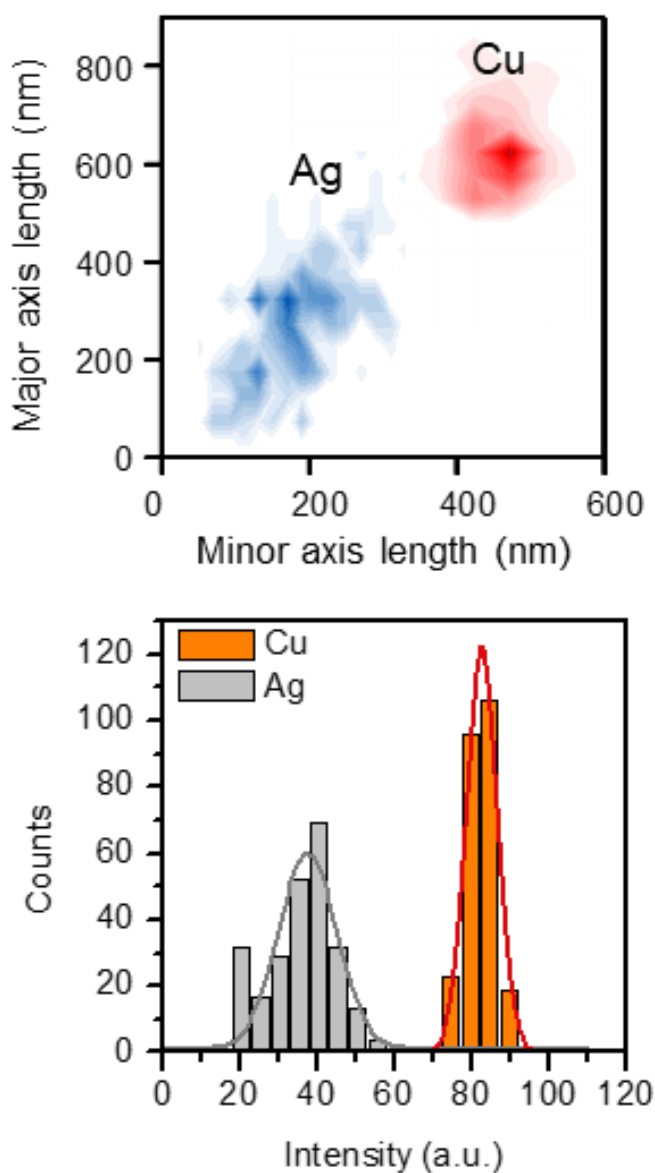 Major axis length (nm)
800
600
400
200
0
Cu
Ag
0 200 400 600
Minor axis length (nm)
Counts
120
100
80
60
40
20
0
Cu
Ag
0 20 40 60 80 100 120
Intensity (a.u.)